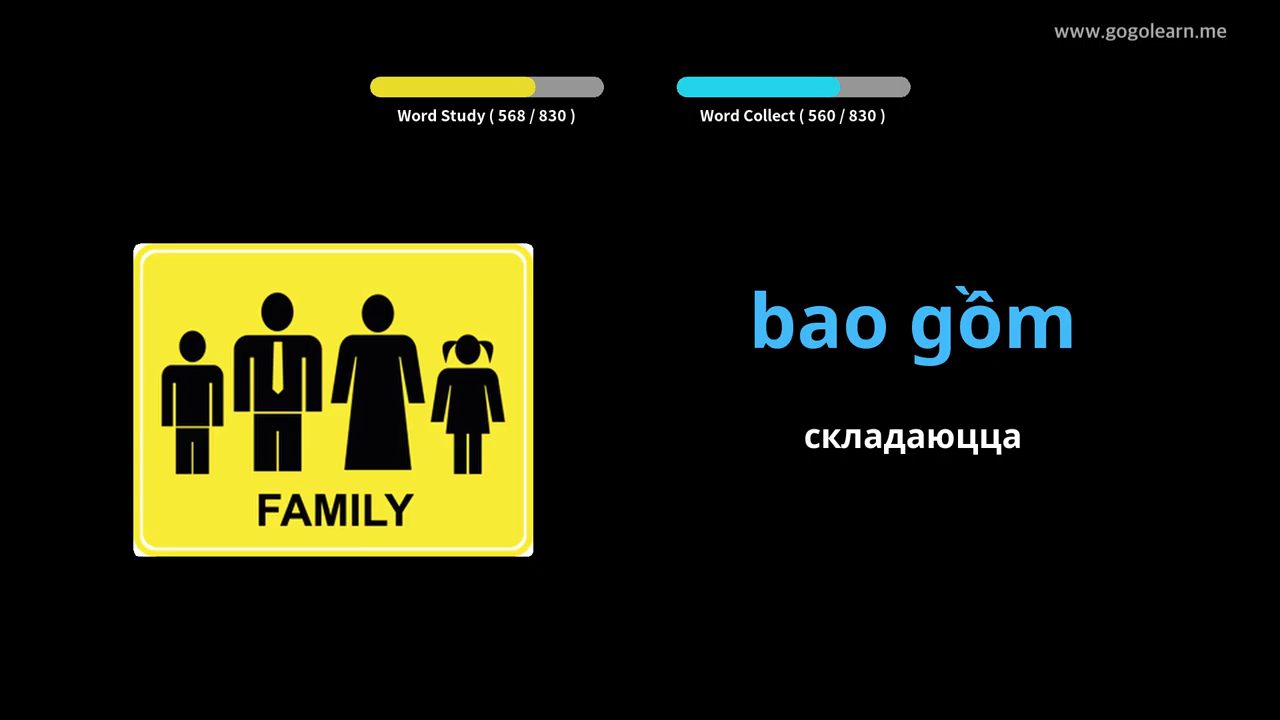 www.gogolearn.me
Word Study ( 568 / 830 )
Word Collect ( 560 / 830 )
bao gồm
складаюцца
FAMILY